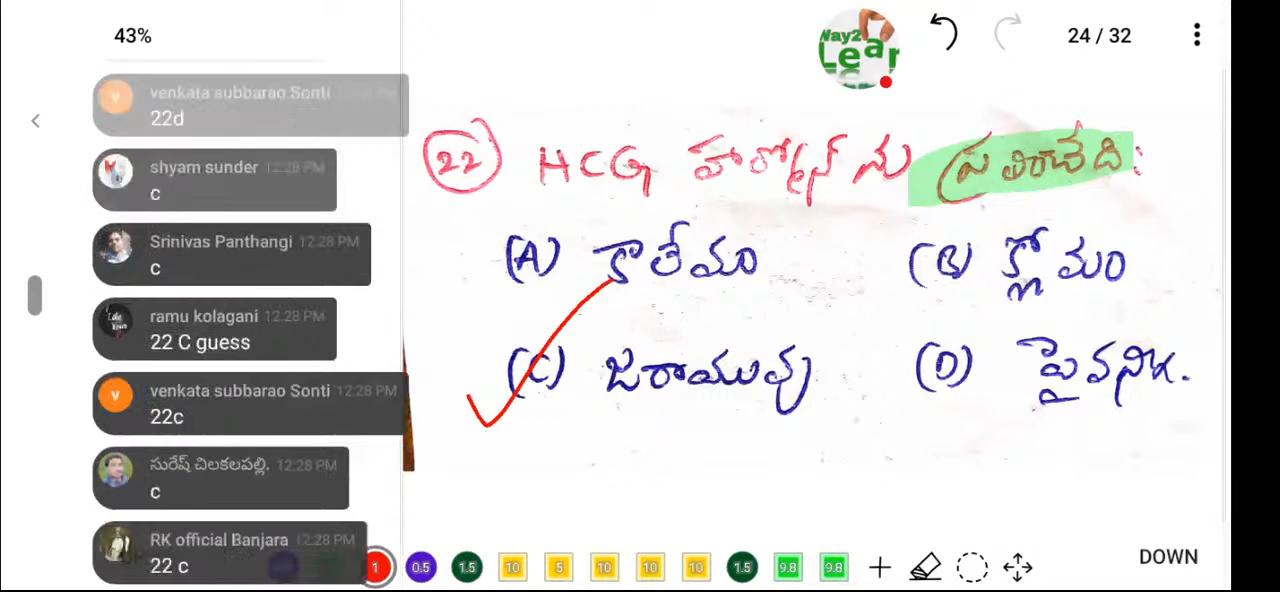 43%
Way2
Lear
24 / 32
venkata subbarao Sonti
22d
shyam sunder 12:28 PM
c
Srinivas Panthangi 12:28 PM
c
ramu kolagani 12:28 PM
22 C guess
venkata subbarao Sonti 12:28 PM
22c
సురేష్ చిలకలపల్లి. 12:28 PM
c
RK official Banjara 12:28 PM
22 c
22) HCG హార్మోన్ ను స్రవించేది:
(A) కాలేయం (B) క్లోమం
(C) జరాయువు (D) పైవన్నీ.
1 0.5 1.5 10 5 10 10 10 1.5 9.8 9.8
DOWN